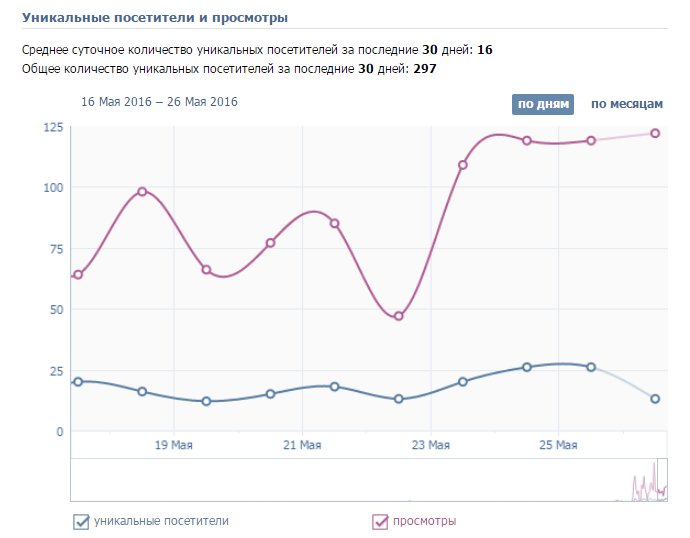 Уникальные посетители и просмотры
Среднее суточное количество уникальных посетителей за последние 30 дней: 16
Общее количество уникальных посетителей за последние 30 дней: 297
16 Мая 2016 – 26 Мая 2016 по дням по месяцам
125
100
75
50
25
0
19 Мая 21 Мая 23 Мая 25 Мая
уникальные посетители просмотры